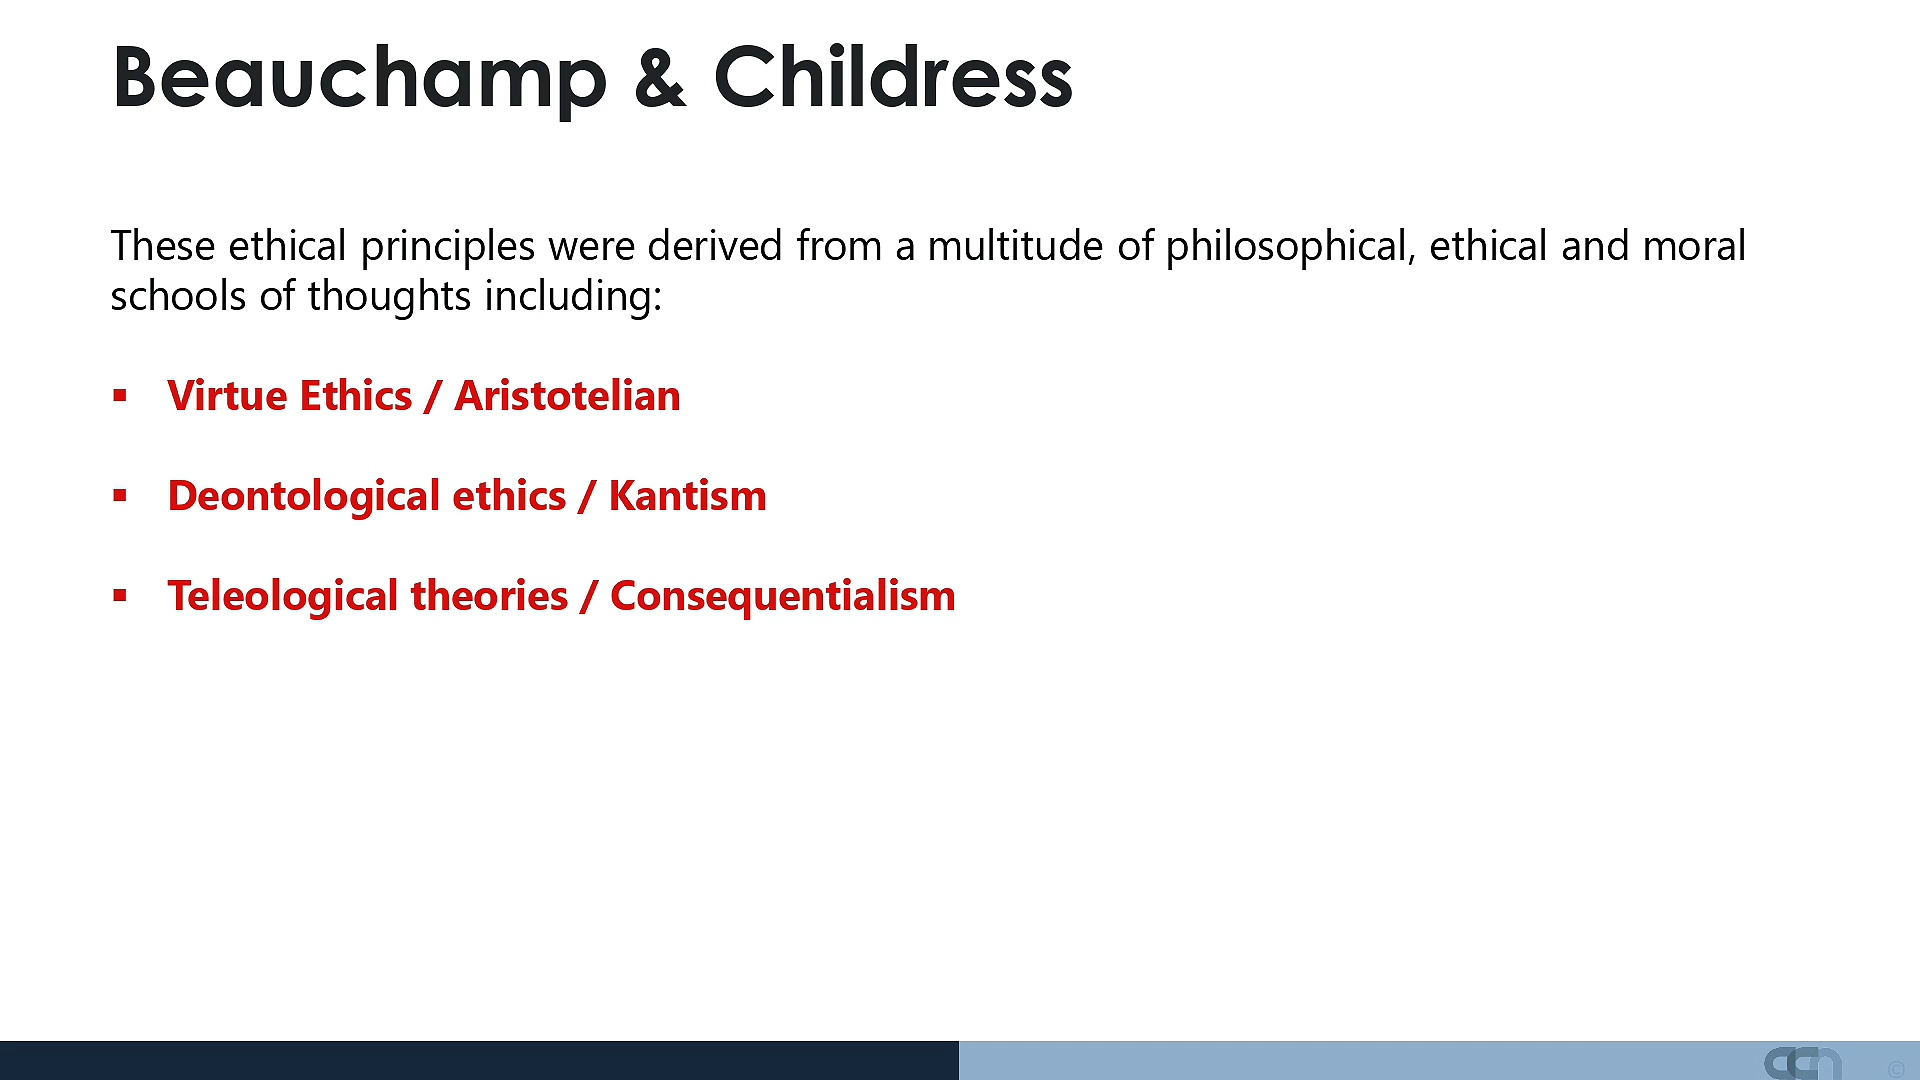 Beauchamp & Childress
These ethical principles were derived from a multitude of philosophical, ethical and moral
schools of thoughts including:
▪ Virtue Ethics / Aristotelian
▪ Deontological ethics / Kantism
▪ Teleological theories / Consequentialism
©